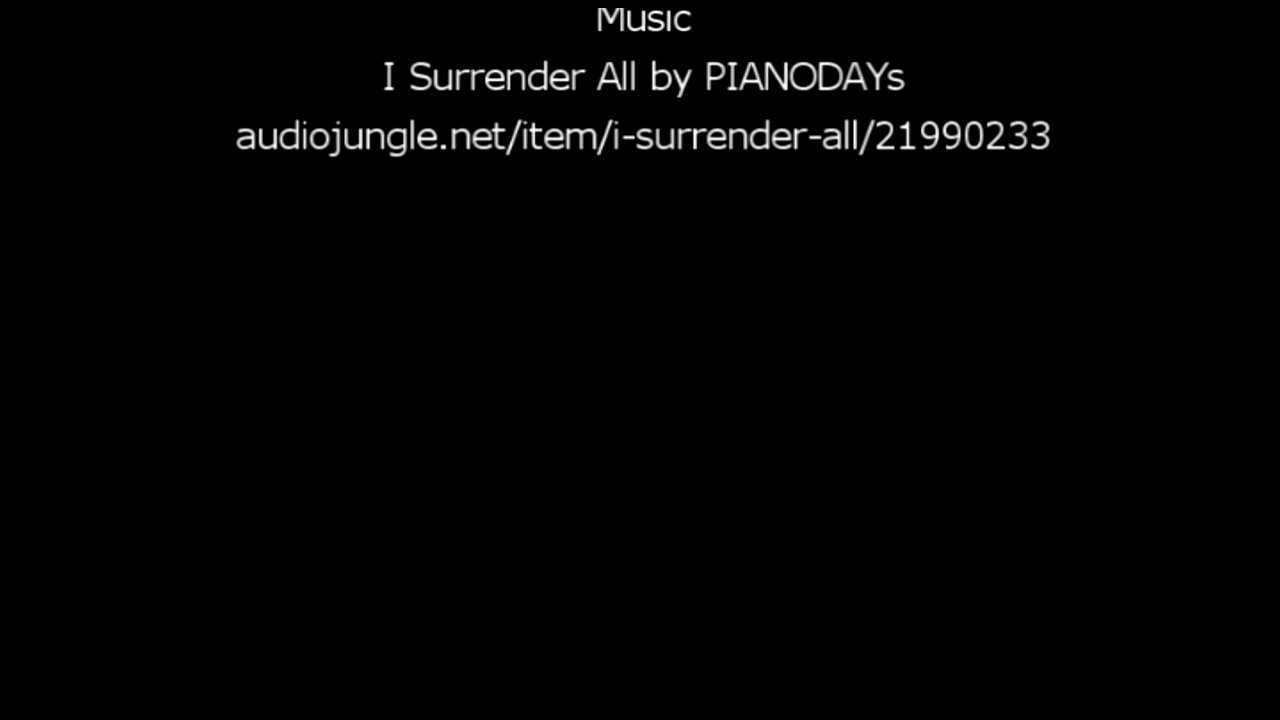 Music
I Surrender All by PIANODAYs
audiojungle.net/item/i-surrender-all/21990233